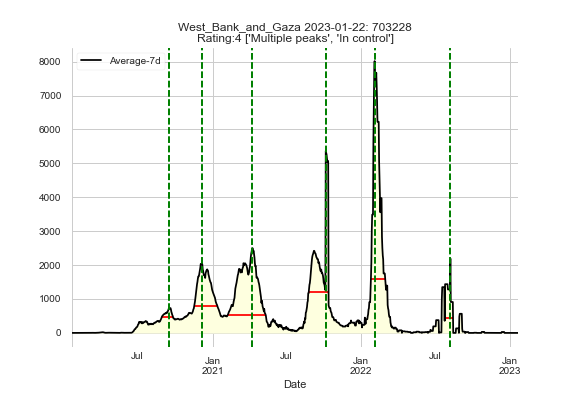 West_Bank_and_Gaza 2023-01-22: 703228
Rating:4 ['Multiple peaks', 'In control']
Average-7d
8000
7000
6000
5000
4000
3000
2000
1000
0
Jul
Jan
2021
Jul
Jan
2022
Jul
Jan
2023
Date